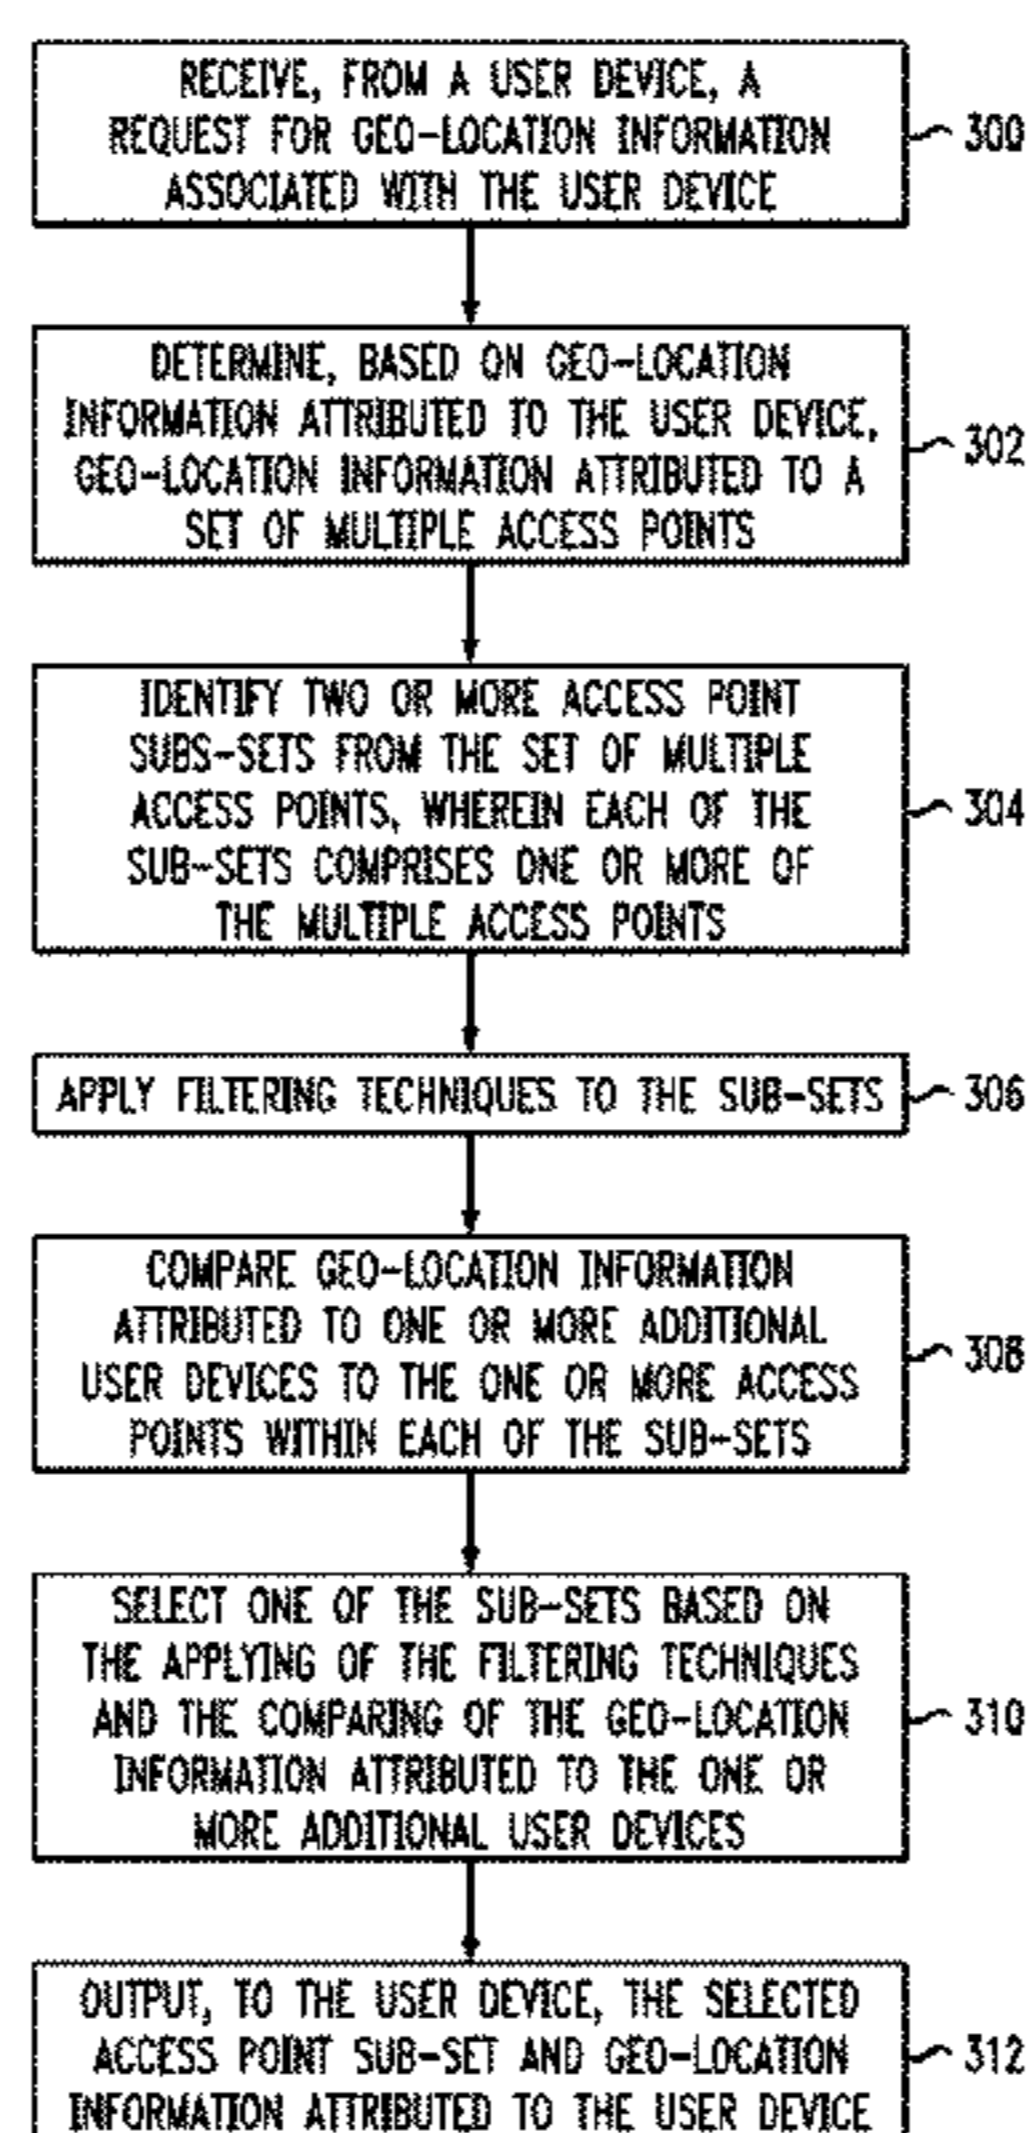 RECEIVE, FROM A USER DEVICE, A
REQUEST FOR GEO-LOCATION INFORMATION
ASSOCIATED WITH THE USER DEVICE
300
DETERMINE, BASED ON GEO-LOCATION
INFORMATION ATTRIBUTED TO THE USER DEVICE,
GEO-LOCATION INFORMATION ATTRIBUTED TO A
SET OF MULTIPLE ACCESS POINTS
302
IDENTIFY TWO OR MORE ACCESS POINT
SUBS-SETS FROM THE SET OF MULTIPLE
ACCESS POINTS, WHEREIN EACH OF THE
SUB-SETS COMPRISES ONE OR MORE OF
THE MULTIPLE ACCESS POINTS
304
APPLY FILTERING TECHNIQUES TO THE SUB-SETS
306
COMPARE GEO-LOCATION INFORMATION
ATTRIBUTED TO ONE OR MORE ADDITIONAL
USER DEVICES TO THE ONE OR MORE ACCESS
POINTS WITHIN EACH OF THE SUB-SETS
308
SELECT ONE OF THE SUB-SETS BASED ON
THE APPLYING OF THE FILTERING TECHNIQUES
AND THE COMPARING OF THE GEO-LOCATION
INFORMATION ATTRIBUTED TO THE ONE OR
MORE ADDITIONAL USER DEVICES
310
OUTPUT, TO THE USER DEVICE, THE SELECTED
ACCESS POINT SUB-SET AND GEO-LOCATION
INFORMATION ATTRIBUTED TO THE USER DEVICE
312